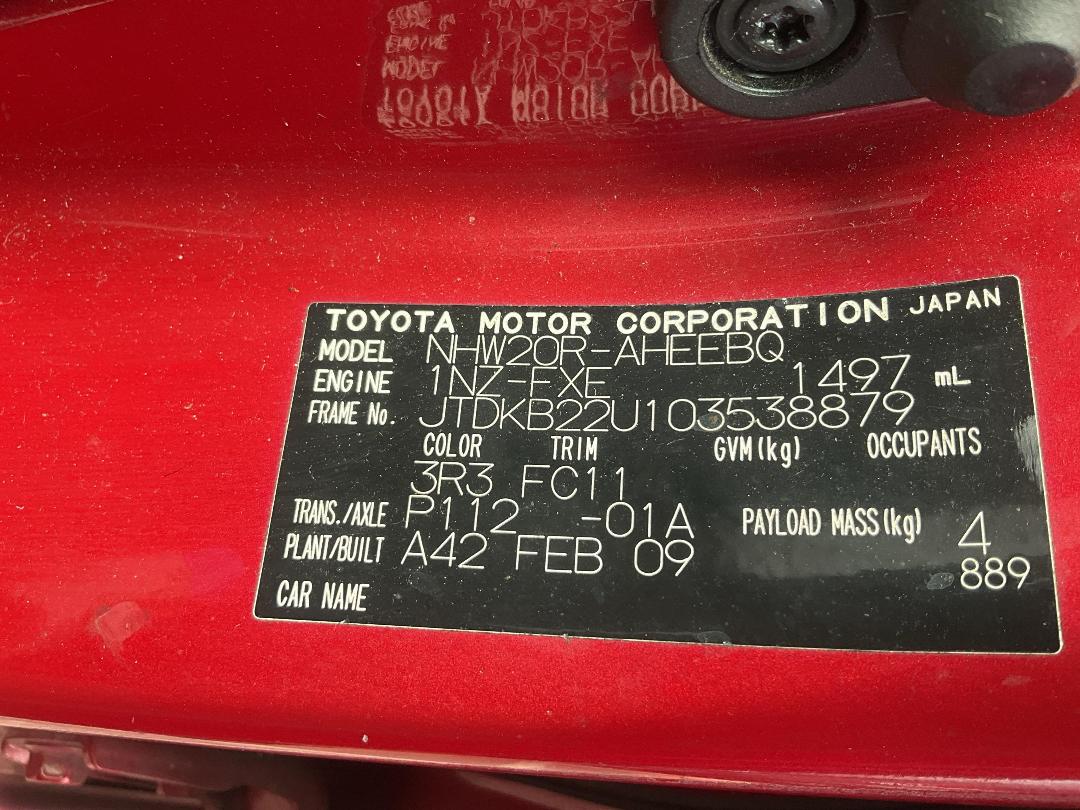 TOYOTA MOTOR CORPORATION JAPAN
MODEL NHW20R-AHEEBQ
ENGINE 1NZ-FXE 1497 mL
FRAME No. JTDKB22U103538879
COLOR TRIM GVM(kg) OCCUPANTS
3R3 FC11
TRANS./AXLE P112 -01A PAYLOAD MASS(kg) 4
PLANT/BUILT A42 FEB 09 889
CAR NAME